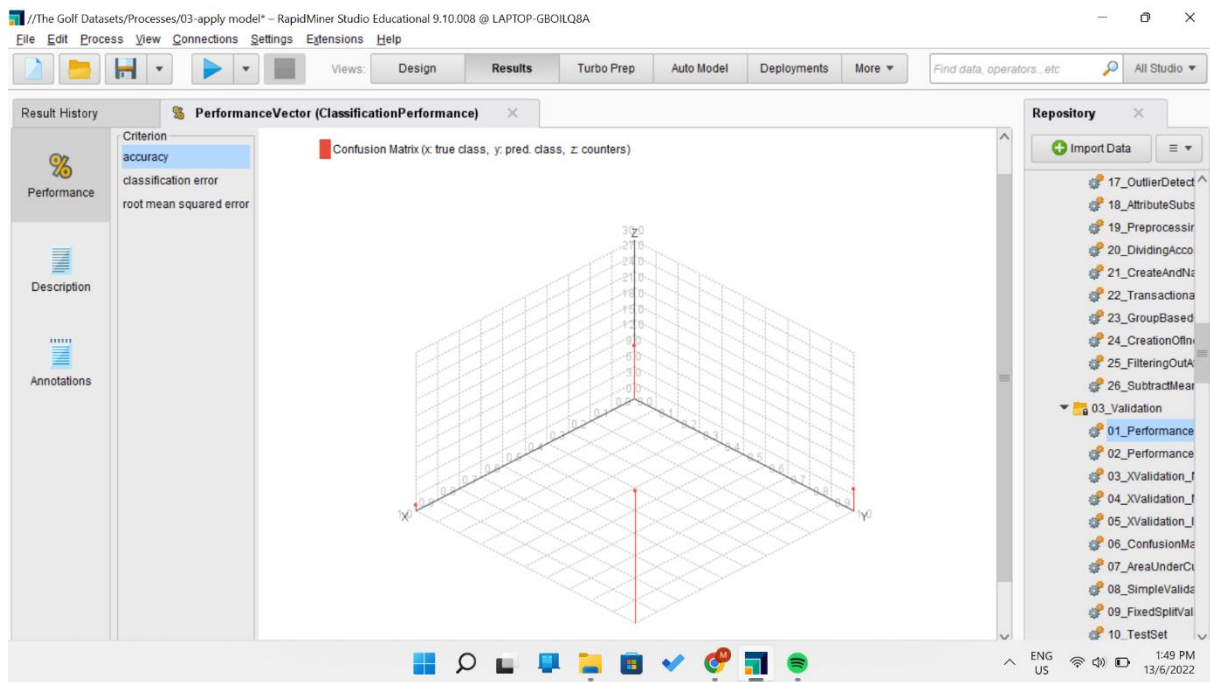 //The Golf Datasets/Processes/03-apply model* – RapidMiner Studio Educational 9.10.008 @ LAPTOP-GBOILQ8A
File Edit Process View Connections Settings Extensions Help
Views: Design Results Turbo Prep Auto Model Deployments More Find data, operators...etc All Studio
Result History PerformanceVector (ClassificationPerformance) Repository
Criterion
accuracy
classification error
root mean squared error
Performance
Description
Annotations
Confusion Matrix (x: true class, y: pred. class, z: counters)
Z
X
Y
Import Data
17_OutlierDetect
18_AttributeSubs
19_Preprocessin
20_DividingAcco
21_CreateAndNa
22_Transactiona
23_GroupBased
24_CreationOfIn
25_FilteringOutA
26_SubtractMear
03_Validation
01_Performance
02_Performance
03_XValidation_
04_XValidation_
05_XValidation_I
06_ConfusionMa
07_AreaUnderCu
08_SimpleValida
09_FixedSplitVal
10_TestSet
ENG
US
1:49 PM
13/6/2022